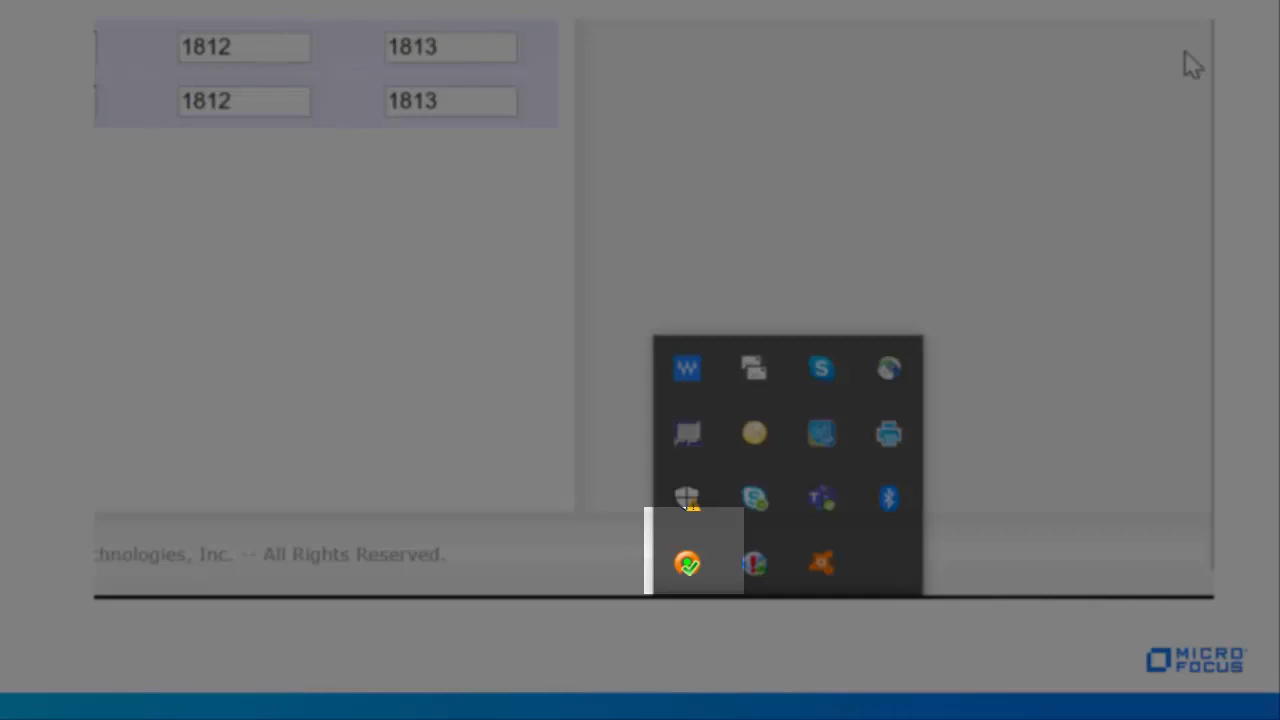 1812 1813
1812 1813
chnologies, Inc. -- All Rights Reserved.
MICRO
FOCUS